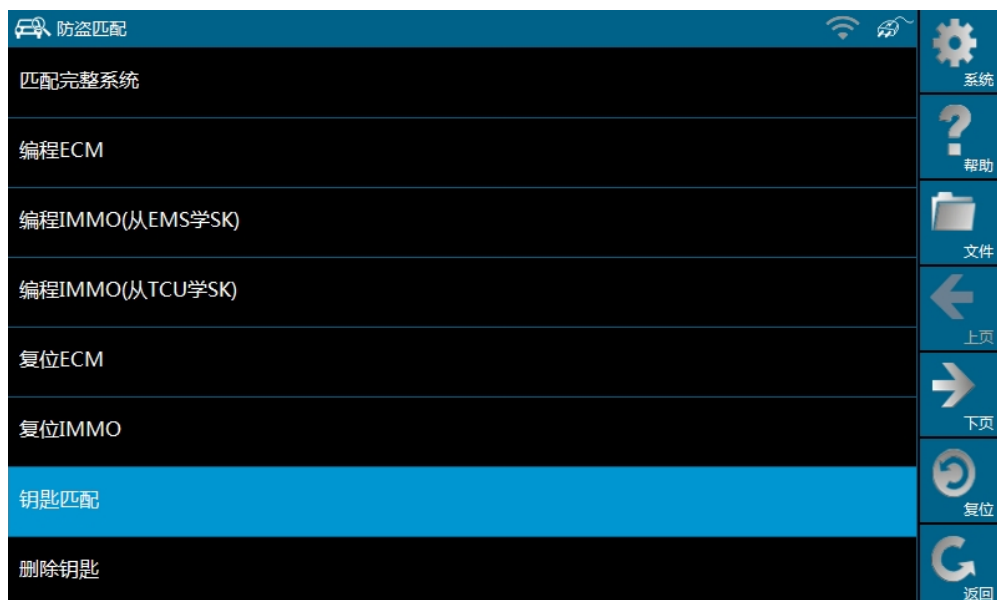 防盗匹配
匹配完整系统
编程ECM
编程IMMO(从EMS学SK)
编程IMMO(从TCU学SK)
复位ECM
复位IMMO
钥匙匹配
删除钥匙
系统
帮助
文件
上页
下页
复位
返回